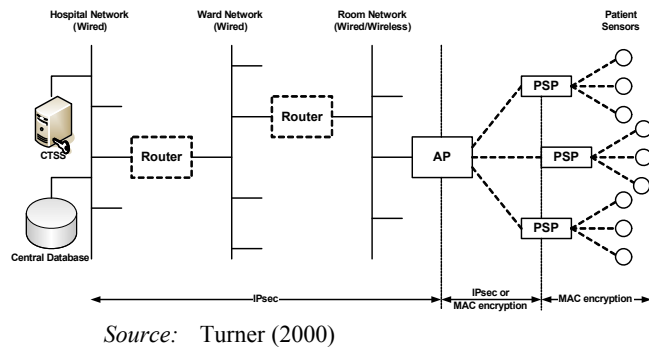 Hospital Network
(Wired)
Ward Network
(Wired)
Room Network
(Wired/Wireless)
Patient
Sensors
CTSS
Central Database
Router
Router
AP
PSP
PSP
PSP
IPsec
IPsec or
MAC encryption
MAC encryption
Source: Turner (2000)